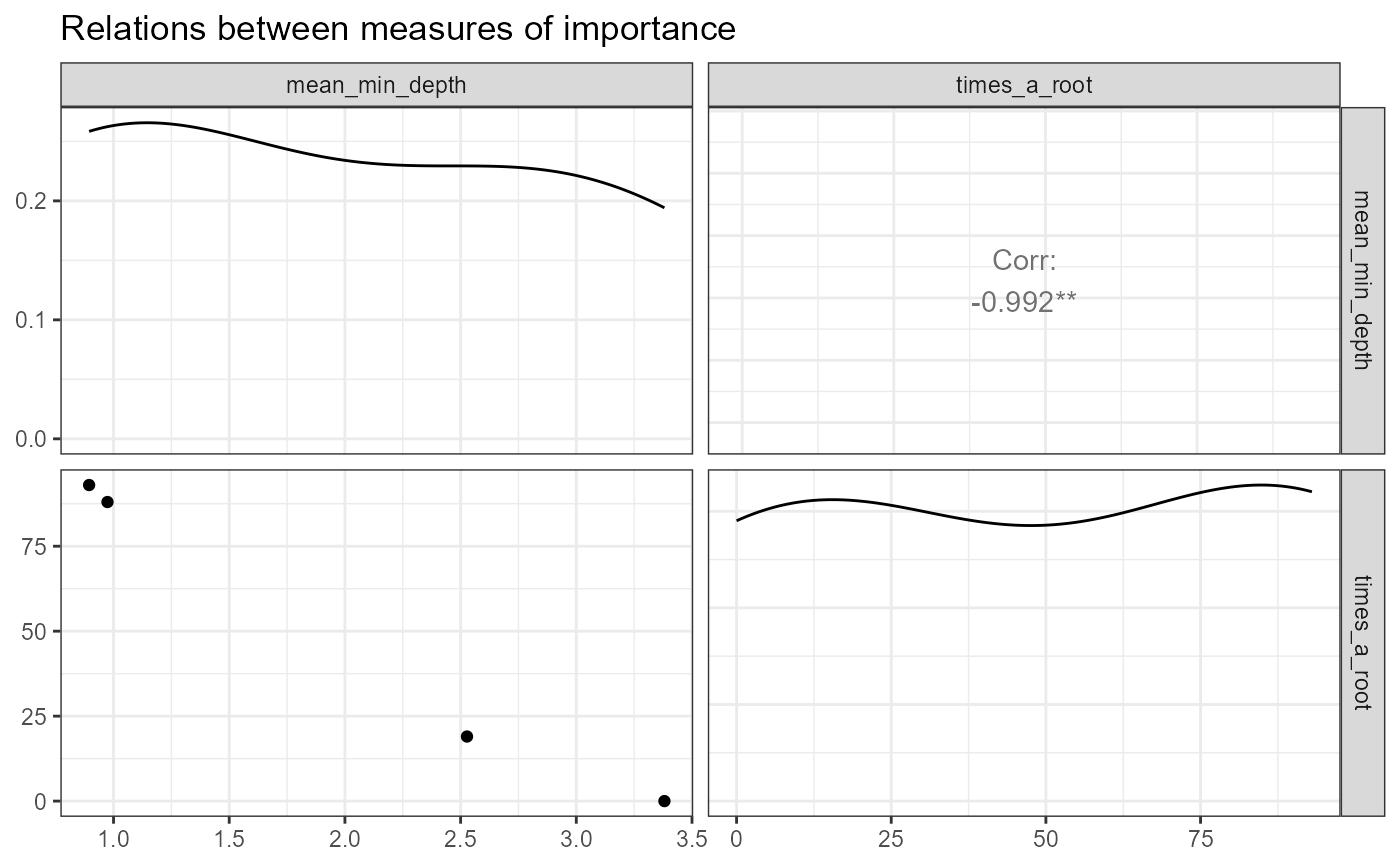 Relations between measures of importance
mean_min_depth
times_a_root
0.2
0.1
0.0
Corr:
-0.992**
mean_min_depth
75
50
25
0
times_a_root
1.0 1.5 2.0 2.5 3.0 3.5
0 25 50 75